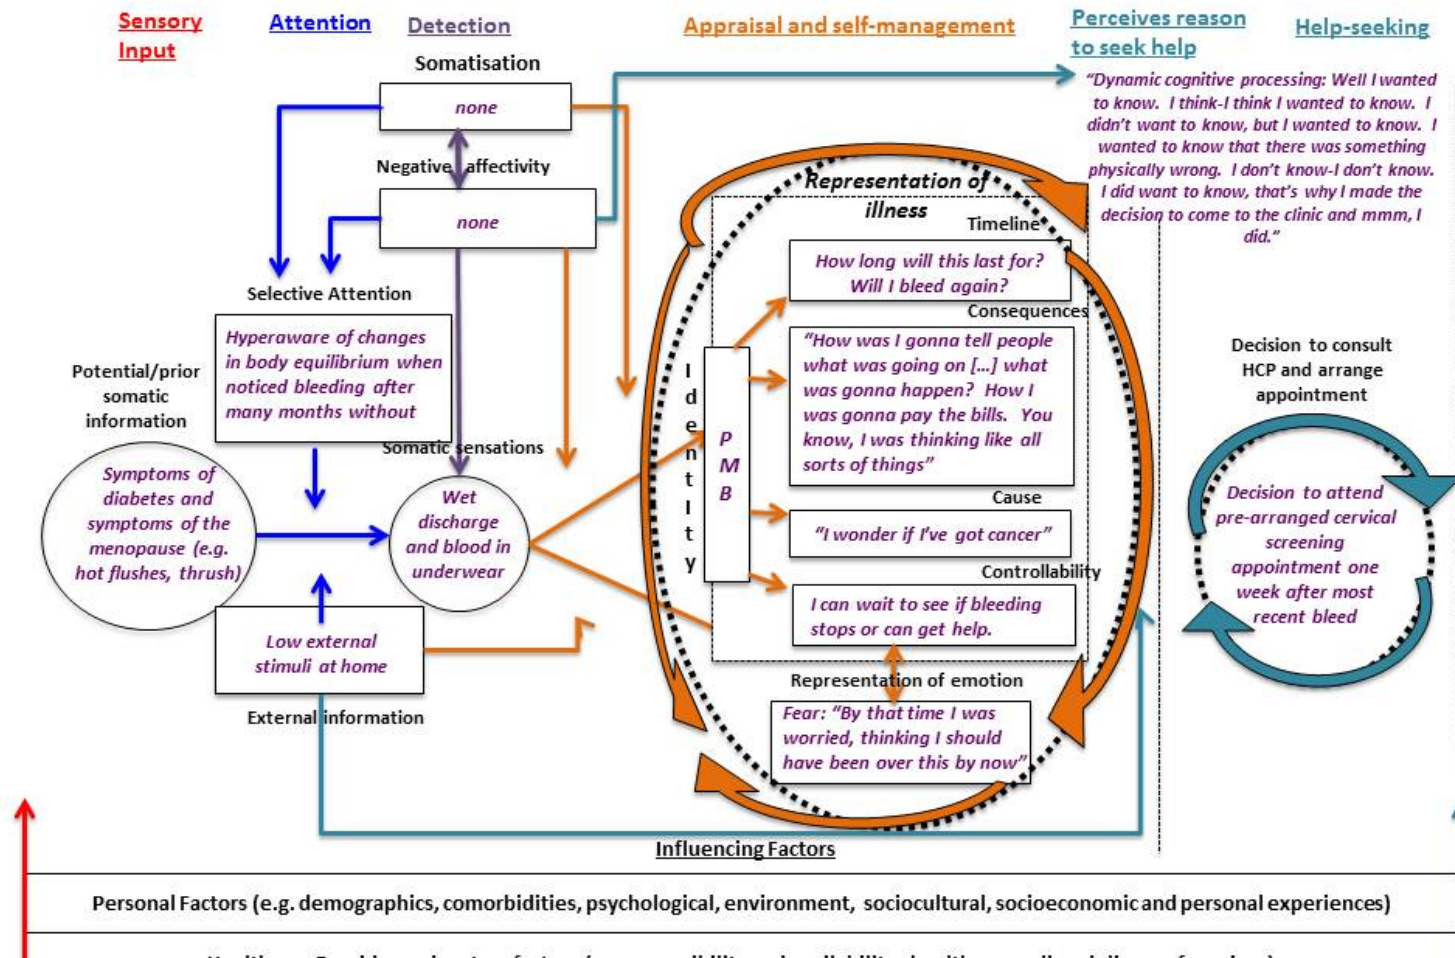 Sensory
Input
Attention
Detection
Appraisal and self-management
Perceives reason
to seek help
Help-seeking
Somatisation
none
Negative affectivity
none
"Dynamic cognitive processing: Well I wanted
to know. I think-I think I wanted to know. I
didn't want to know, but I wanted to know. I
wanted to know that there was something
physically wrong. I don't know-I don't know.
I did want to know, that's why I made the
decision to come to the clinic and mmm, I
did."
Selective Attention
Hyperaware of changes
in body equilibrium when
noticed bleeding after
many months without
Potential/prior
somatic
information
Symptoms of
diabetes and
symptoms of the
menopause (e.g.
hot flushes, thrush)
Somatic sensations
Wet
discharge
and blood in
underwear
Low external
stimuli at home
External information
Representation of
illness
Identity
PMB
Timeline
How long will this last for?
Will I bleed again?
Consequences
"How was I gonna tell people
what was going on [...] what
was gonna happen? How I
was gonna pay the bills. You
know, I was thinking like all
sorts of things"
Cause
"I wonder if I've got cancer"
Controllability
I can wait to see if bleeding
stops or can get help.
Representation of emotion
Fear: "By that time I was
worried, thinking I should
have been over this by now"
Decision to consult
HCP and arrange
appointment
Decision to attend
pre-arranged cervical
screening
appointment one
week after most
recent bleed
Influencing Factors
Personal Factors (e.g. demographics, comorbidities, psychological, environment, sociocultural, socioeconomic and personal experiences)